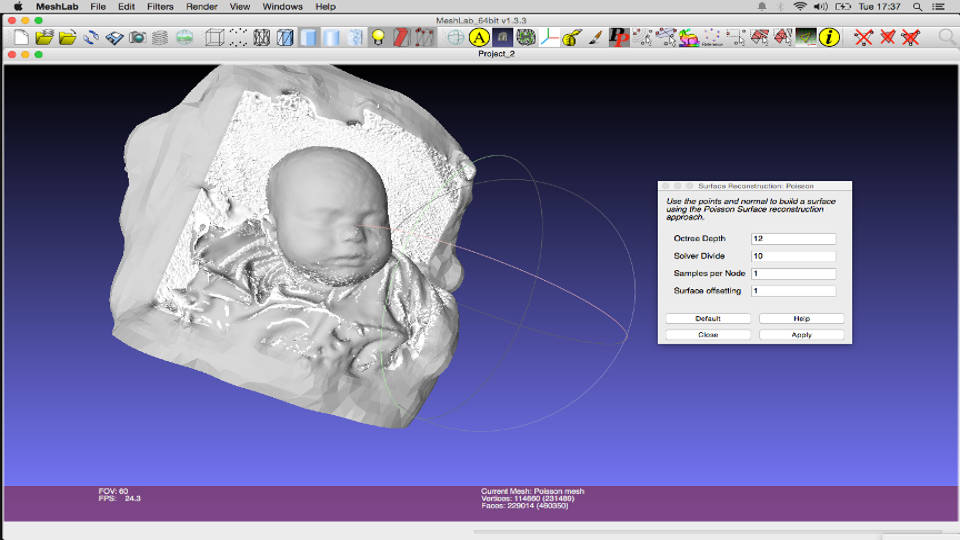 MeshLab File Edit Filters Render View Windows Help Tue 17:37
MeshLab_64bit v1.3.3
Project_2
Surface Reconstruction: Poisson
Use the points and normal to build a surface
using the Poisson Surface reconstruction
approach.
Octree Depth 12
Solver Divide 10
Samples per Node 1
Surface offsetting 1
Default Help
Close Apply
FOV: 60
FPS: 24.3
Current Mesh: Poisson mesh
Vertices: 114660 (231480)
Faces: 229014 (460350)